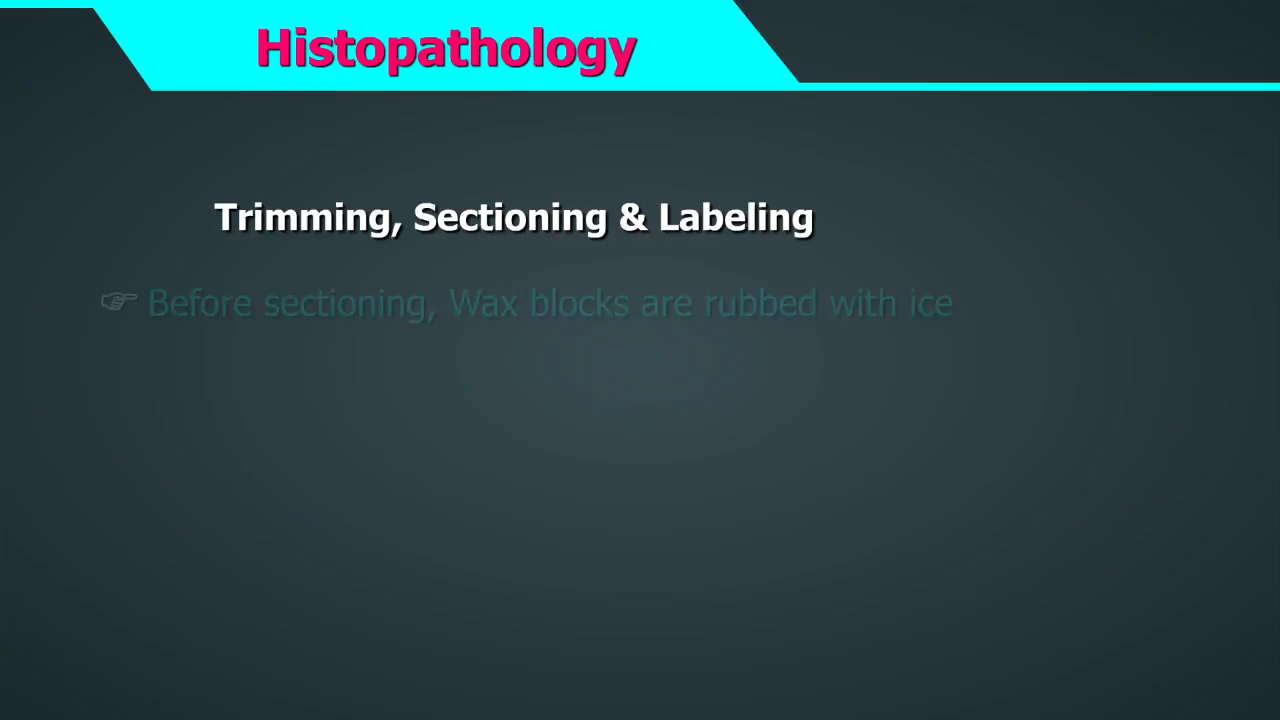 Histopathology
Trimming, Sectioning & Labeling
☞ Before sectioning, Wax blocks are rubbed with ice